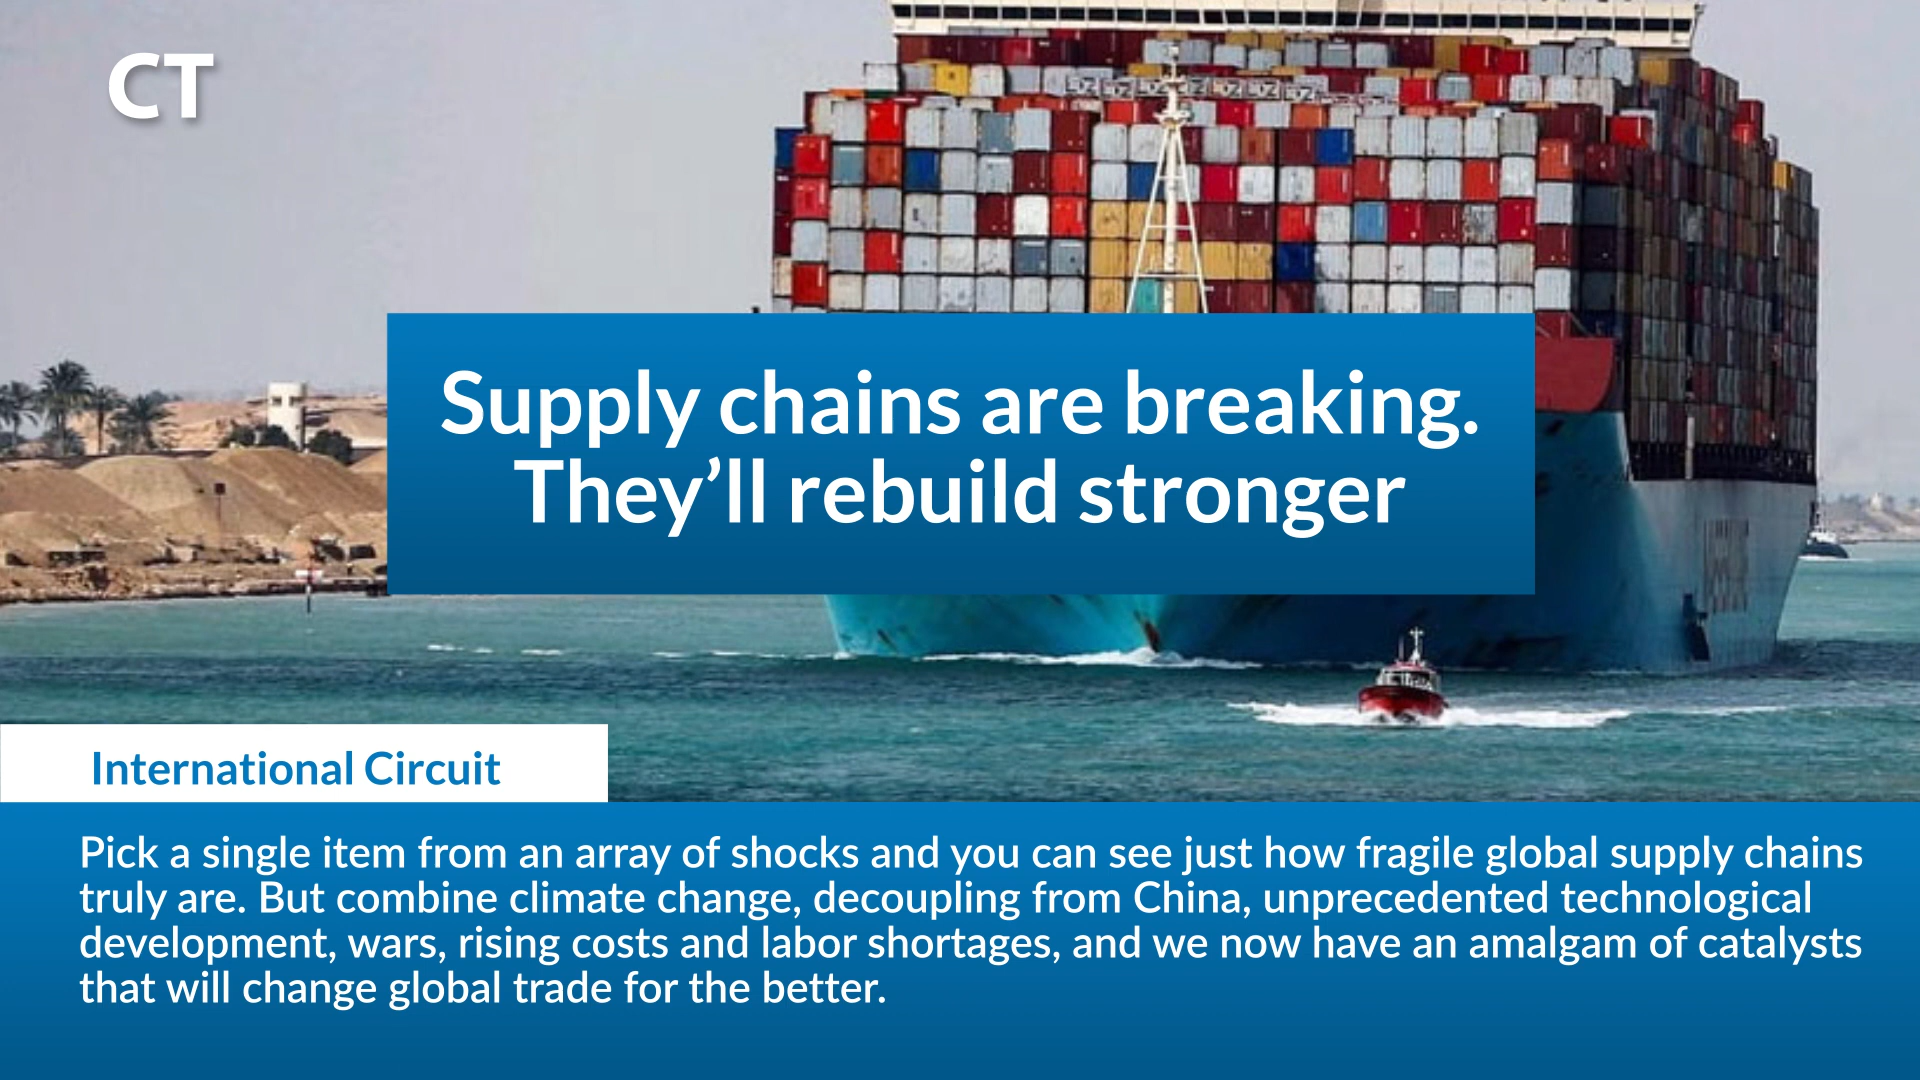 CT
Supply chains are breaking.
They’ll rebuild stronger
International Circuit
Pick a single item from an array of shocks and you can see just how fragile global supply chains
truly are. But combine climate change, decoupling from China, unprecedented technological
development, wars, rising costs and labor shortages, and we now have an amalgam of catalysts
that will change global trade for the better.